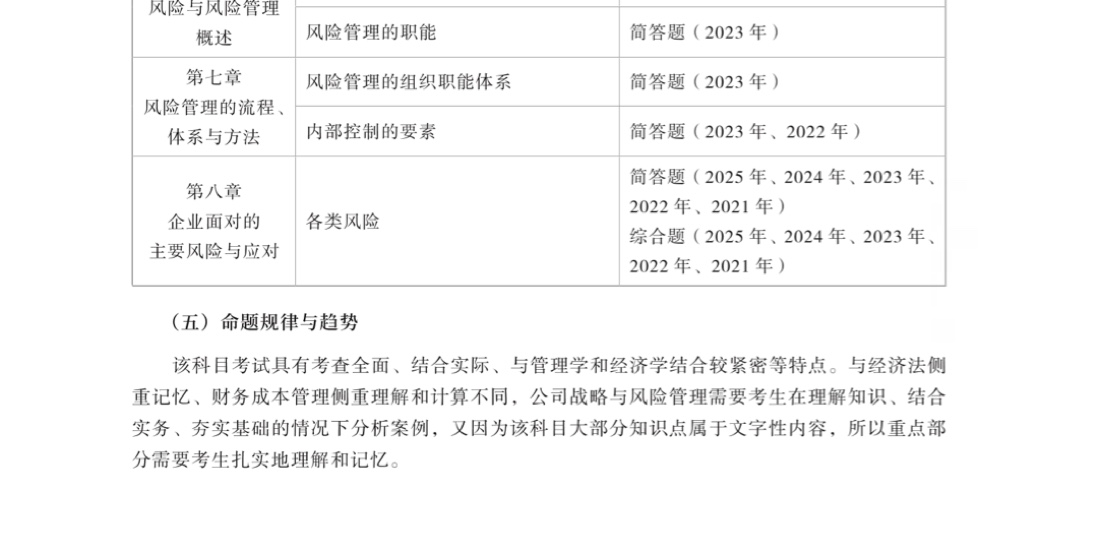 风险与风险管理
概述
风险管理的职能
简答题（2023 年）
第七章
风险管理的流程、
体系与方法
风险管理的组织职能体系
简答题（2023 年）
内部控制的要素
简答题（2023 年、2022 年）
第八章
企业面对的
主要风险与应对
各类风险
简答题（2025 年、2024 年、2023 年、
2022 年、2021 年）
综合题（2025 年、2024 年、2023 年、
2022 年、2021 年）
（五）命题规律与趋势
该科目考试具有考查全面、结合实际、与管理学和经济学结合较紧密等特点。与经济法侧
重记忆、财务成本管理侧重理解和计算不同，公司战略与风险管理需要考生在理解知识、结合
实务、夯实基础的情况下分析案例，又因为该科目大部分知识点属于文字性内容，所以重点部
分需要考生扎实地理解和记忆。